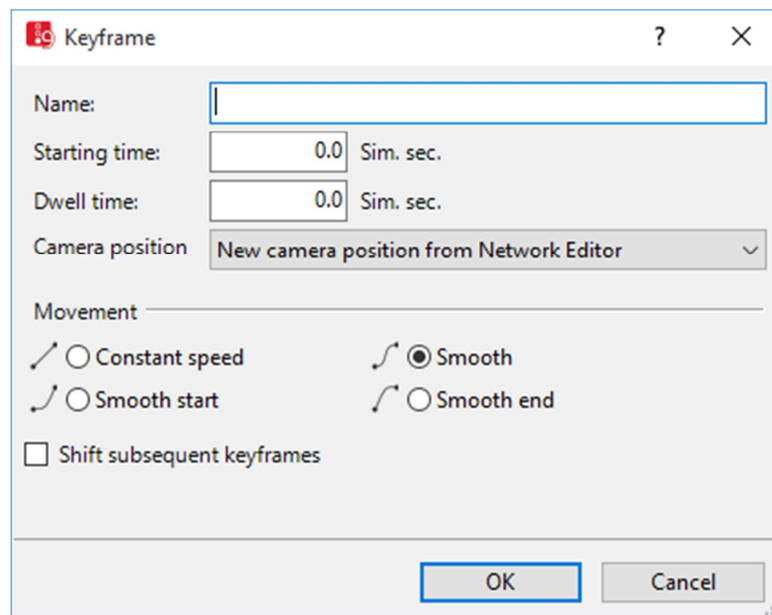 Keyframe ?
Name:
Starting time: 0.0 Sim. sec.
Dwell time: 0.0 Sim. sec.
Camera position New camera position from Network Editor
Movement
Constant speed Smooth
Smooth start Smooth end
Shift subsequent keyframes
OK Cancel